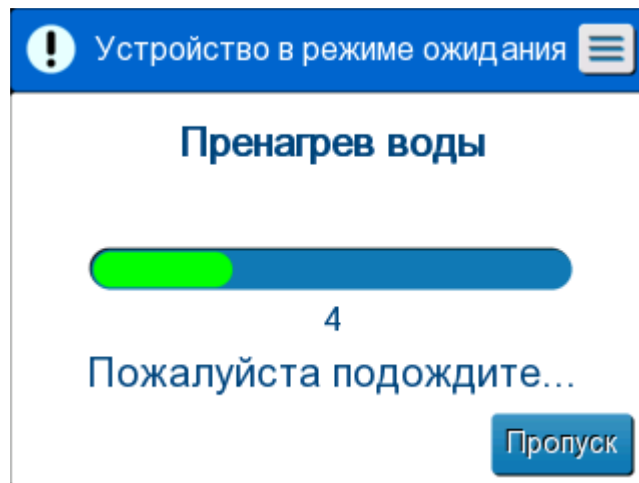 Устройство в режиме ожидания
Пренагрев воды
4
Пожалуйста подождите...
Пропуск